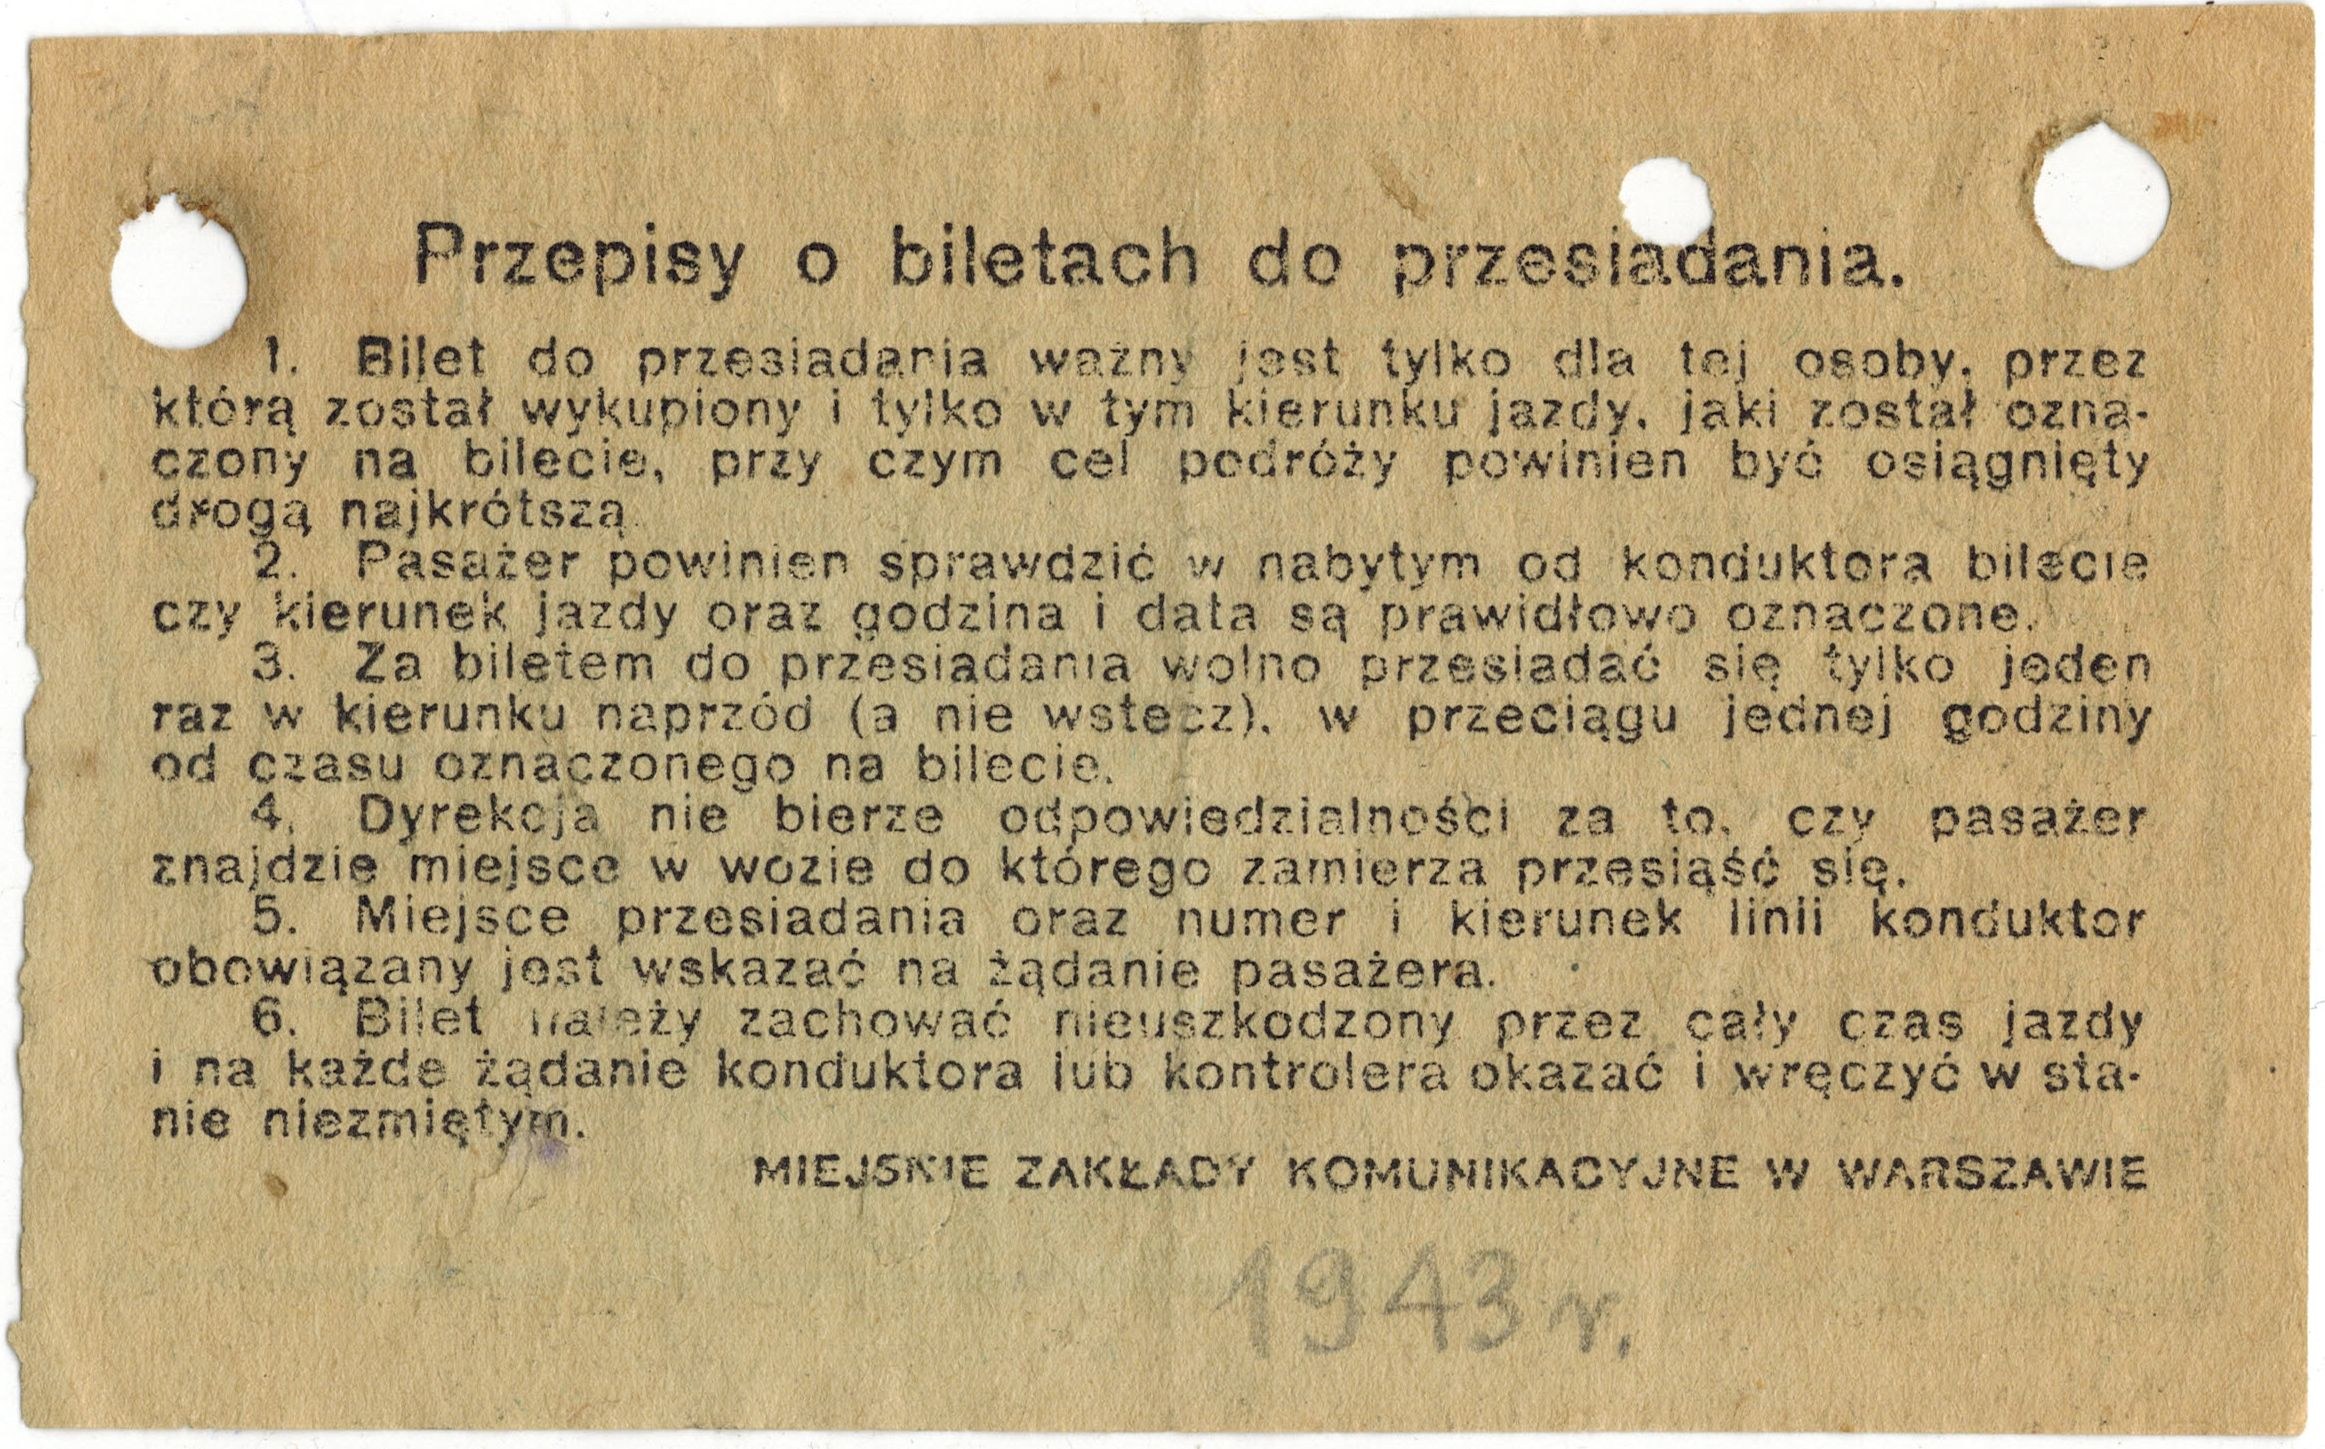 Przepisy o biletach do przesiadania.
1. Bilet do przesiadania ważny jest tylko dla tej osoby, przez
którą został wykupiony i tylko w tym kierunku jazdy, jaki został ozna-
czony na bilecie, przy czym cel podróży powinien być osiągnięty
drogą najkrótszą.
2. Pasażer powinien sprawdzić w nabytym od konduktora bilecie
czy kierunek jazdy oraz godzina i data są prawidłowo oznaczone.
3. Za biletem do przesiadania wolno przesiadać się tylko jeden
raz w kierunku naprzód (a nie wstecz), w przeciągu jednej godziny
od czasu oznaczonego na bilecie.
4. Dyrekcja nie bierze odpowiedzialności za to, czy pasażer
znajdzie miejsce w wozie do którego zamierza przesiąść się.
5. Miejsce przesiadania oraz numer i kierunek linii konduktor
obowiązany jest wskazać na żądanie pasażera.
6. Bilet należy zachować nieuszkodzony przez cały czas jazdy
i na każde żądanie konduktora lub kontrolera okazać i wręczyć w sta-
nie niezmiętym.
MIEJSKIE ZAKŁADY KOMUNIKACYJNE W WARSZAWIE
1943 r.